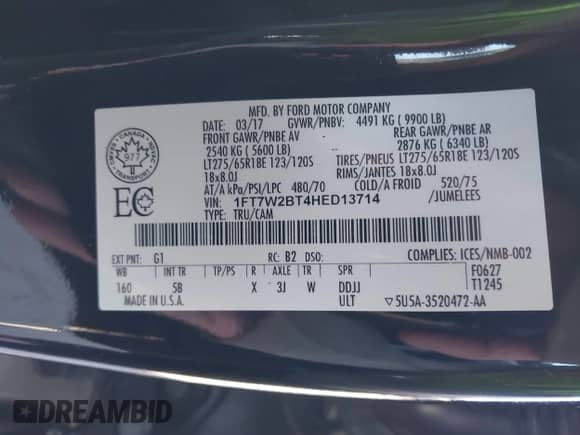 MFD. BY FORD MOTOR COMPANY
DATE: 03/17 GVWR/PNBV: 4491 KG ( 9900 LB)
FRONT GAWR/PNBE AV REAR GAWR/PNBE AR
2540 KG ( 5600 LB) 2876 KG ( 6340 LB)
LT275/65R18E 123/120S TIRES/PNEUS LT275/65R18E 123/120S
18x8.0J RIMS/JANTES 18x8.0J
AT/A kPa/PSI/LPC 480/70 COLD/A FROID 520/75
VIN: 1FT7W2BT4HED13714 /JUMELEES
TYPE: TRU/CAM
CANADA
977
TRANSPORT
EC
EXT PNT: G1 RC: B2 DSO: COMPLIES: ICES/NMB-002
WB INT TR TP/PS R AXLE TR SPR F0627
160 5B X 3J W DDJJ T1245
MADE IN U.S.A. ULT ▽5U5A-3520472-AA
DREAMBID